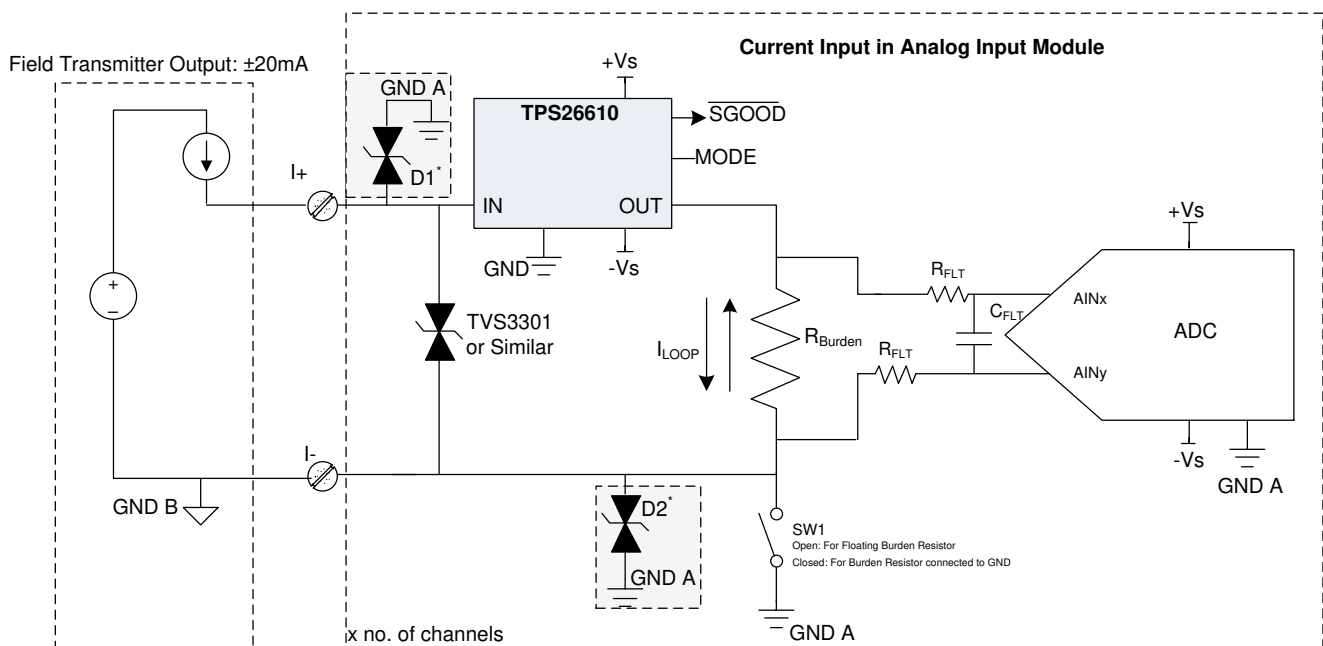 Current Input in Analog Input Module
Field Transmitter Output: ±20mA
+Vs
GND A
TPS26610
SGOOD
MODE
D1*
I+
IN
OUT
+Vs
GND
-Vs
RFLT
AINx
CFLT
+
–
TVS3301
or Similar
ILOOP
RBurden
ADC
RFLT
AINy
I-
-Vs
GND A
GND B
D2*
SW1
Open: For Floating Burden Resistor
Closed: For Burden Resistor connected to GND
GND A
GND A
x no. of channels